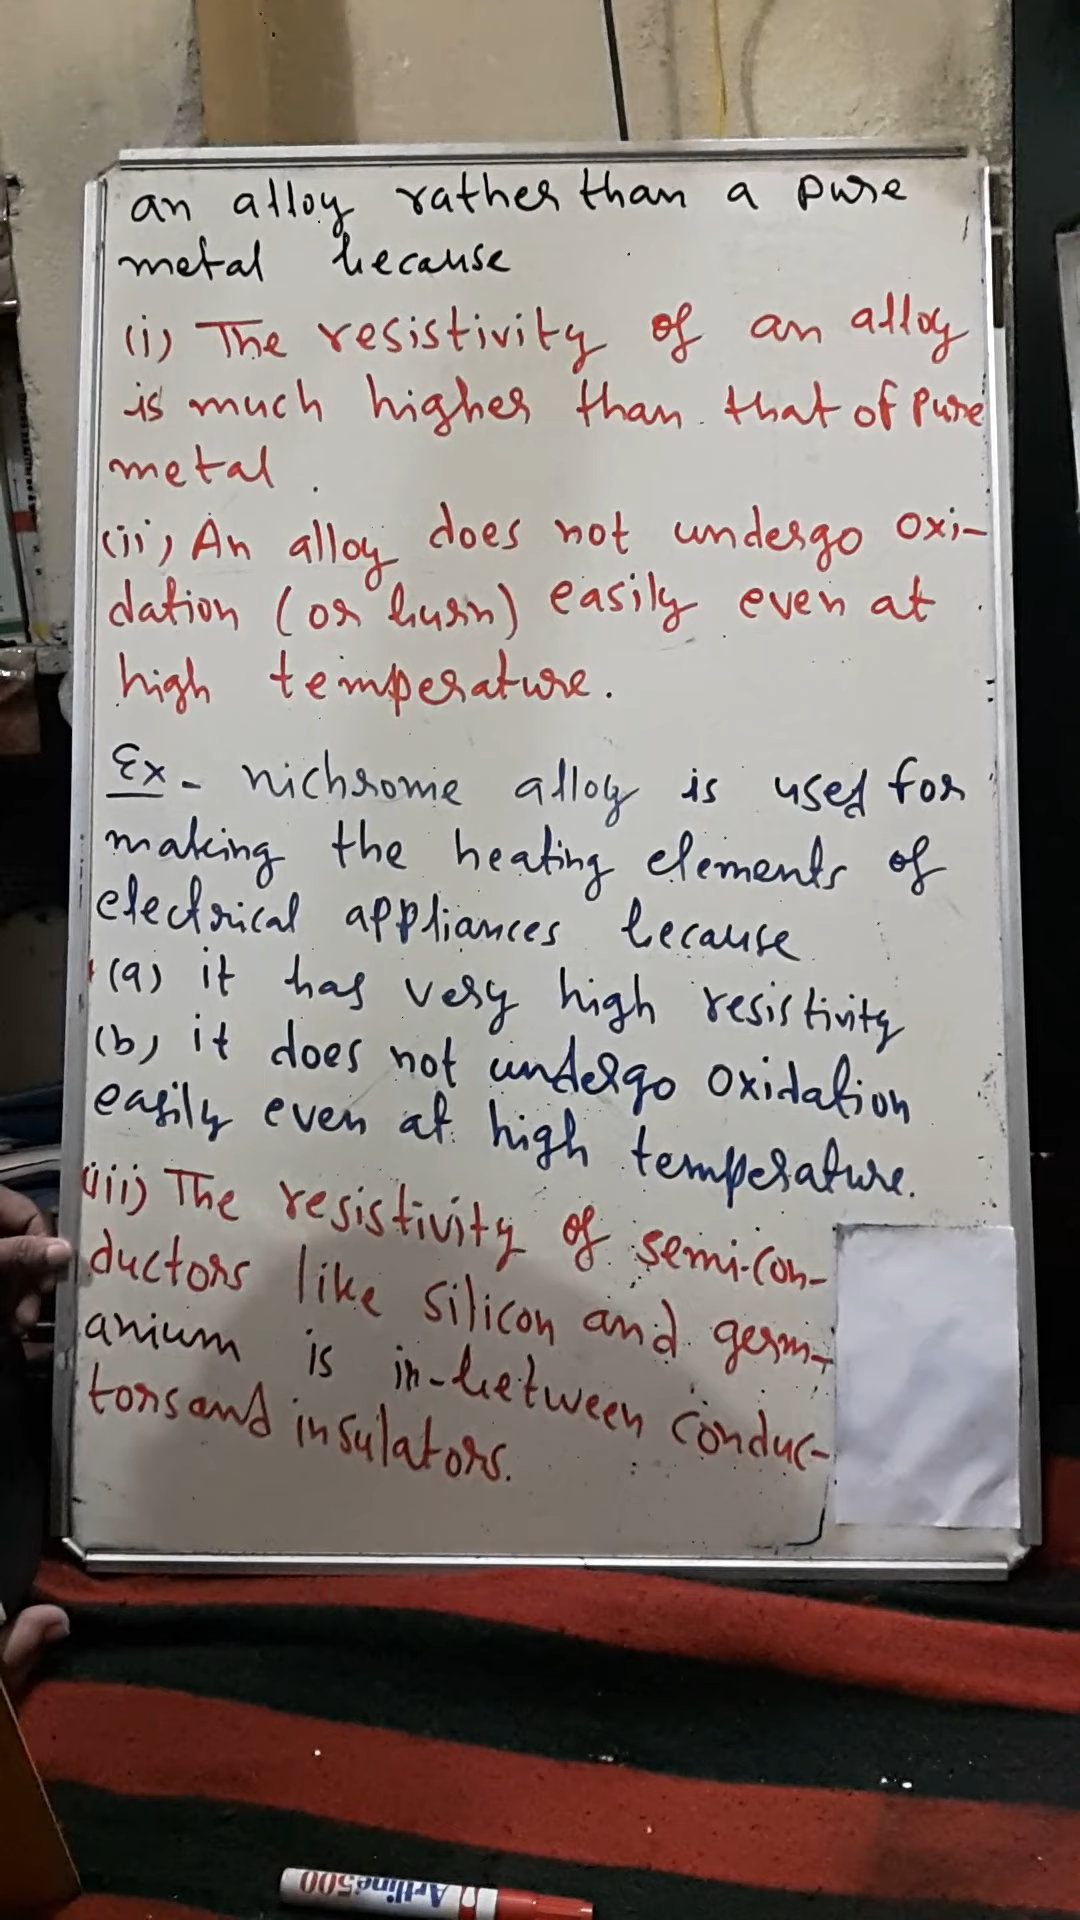 an alloy rather than a pure
metal because
(i) The resistivity of an alloy
is much higher than that of pure
metal.
(ii) An alloy does not undergo oxi-
dation (or burn) easily even at
high temperature.
Ex - nichrome alloy is used for
making the heating elements of
electrical appliances because
(a) it has very high resistivity
(b) it does not undergo oxidation
easily even at high temperature.
(iii) The resistivity of semi-con-
ductors like silicon and germ-
anium is in-between conduc-
tors and insulators.
Artline500